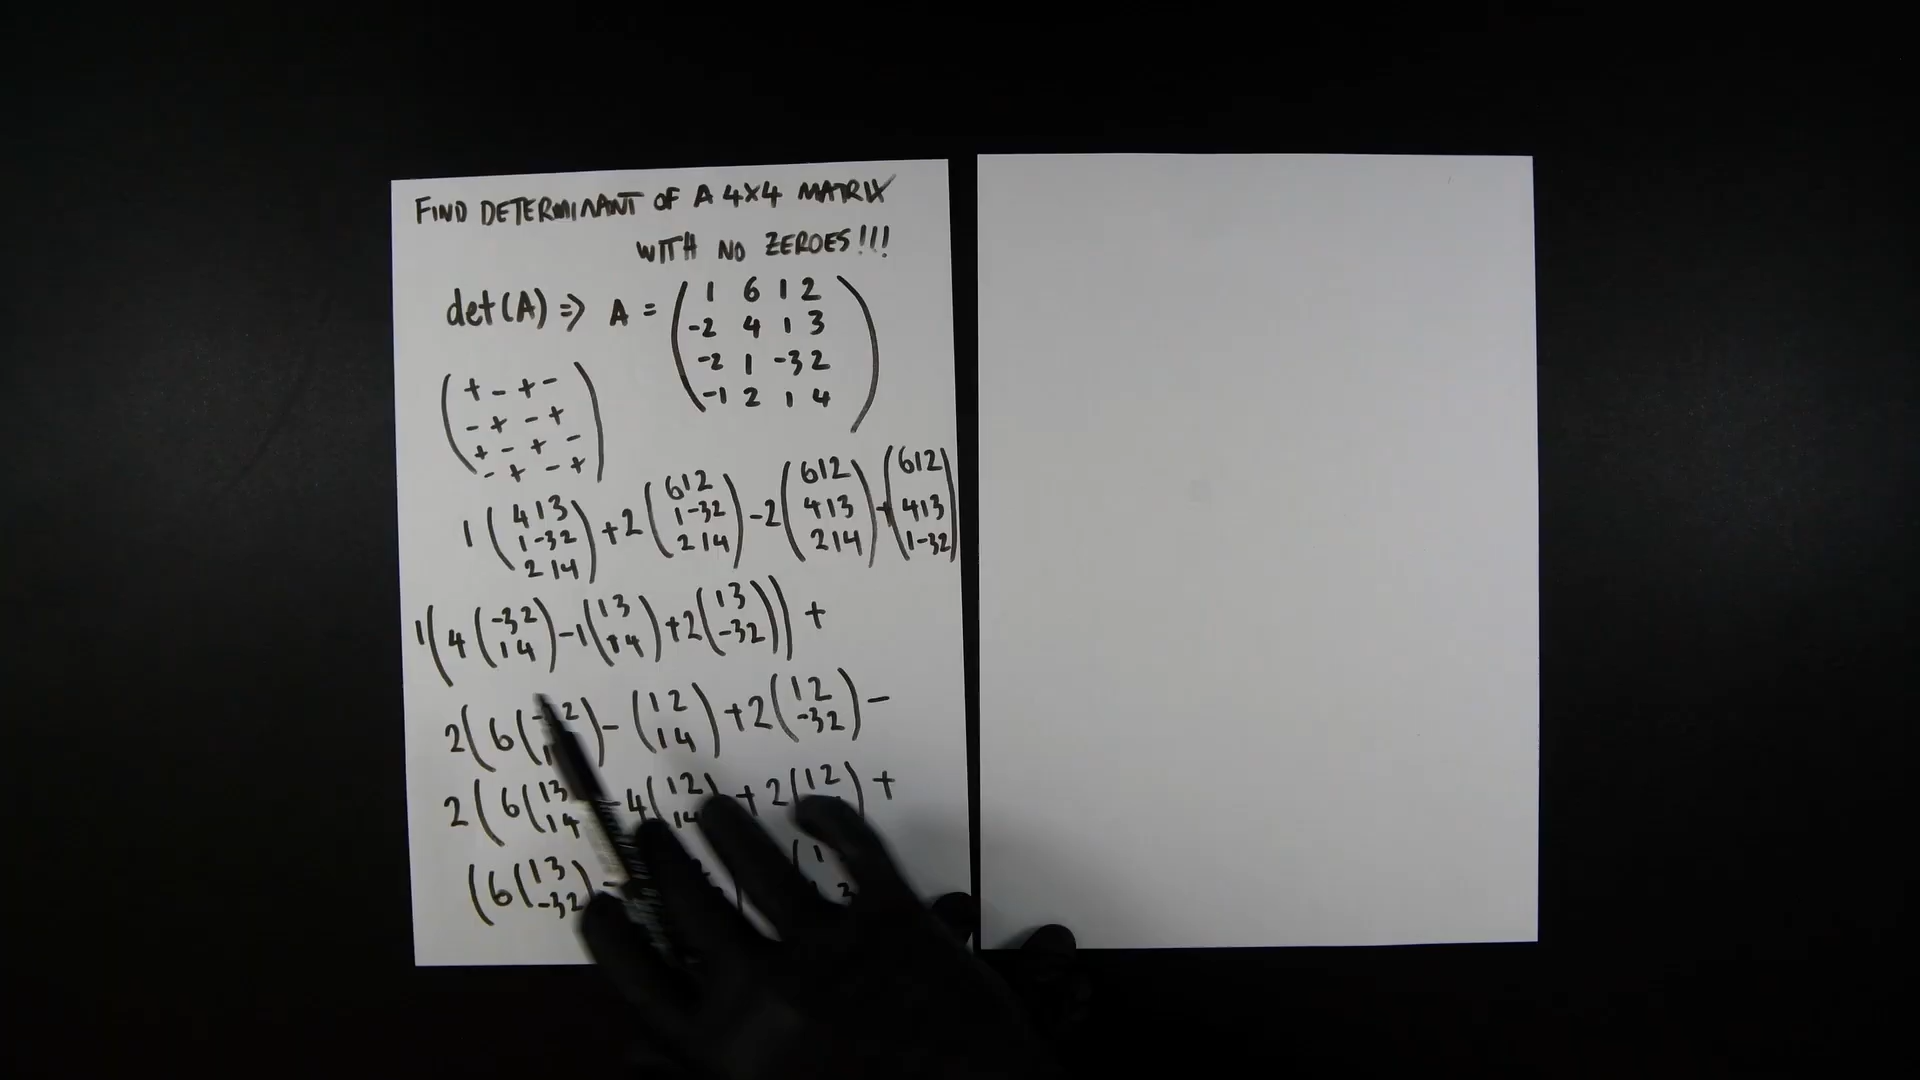 FIND DETERMINANT OF A 4x4 MATRIX
WITH NO ZEROES!!!
det(A) => A = ( 1 6 1 2
-2 4 1 3
-2 1 -3 2
-1 2 1 4 )
( + - + -
- + - +
+ - + -
- + - + )
1 ( 4 1 3 ) + 2 ( 6 1 2 ) - 2 ( 6 1 2 ) + ( 6 1 2 )
1 -3 2 1 -3 2 4 1 3 4 1 3
2 1 4 2 1 4 2 1 4 1 -3 2
1 ( 4 ( -3 2 ) - 1 ( 1 3 ) + 2 ( 1 3 ) ) +
1 4 1 4 -3 2
2 ( 6 ( 2 ) - ( 1 2 ) + 2 ( 1 2 ) -
1 1 4 -3 2
2 ( 6 ( 1 3 - 4 ( 1 2 ) + 2 ( 1 2 ) +
1 4 1 4
( 6 ( 1 3 ) - ( 1
-3 2